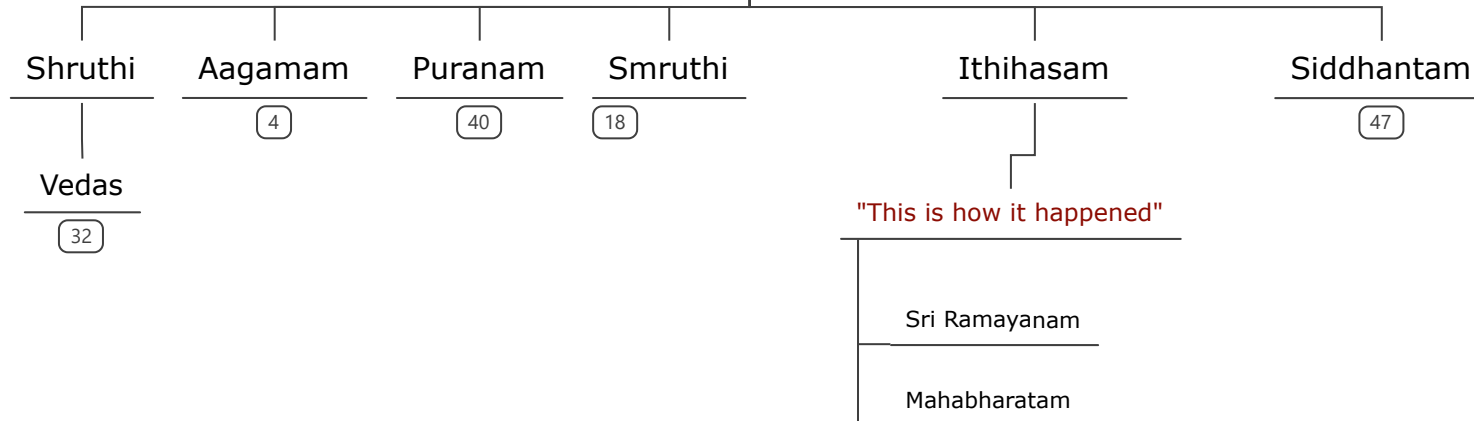 Shruthi Aagamam Puranam Smruthi Ithihasam Siddhantam
4 40 18 47
Vedas
32
"This is how it happened"
Sri Ramayanam
Mahabharatam